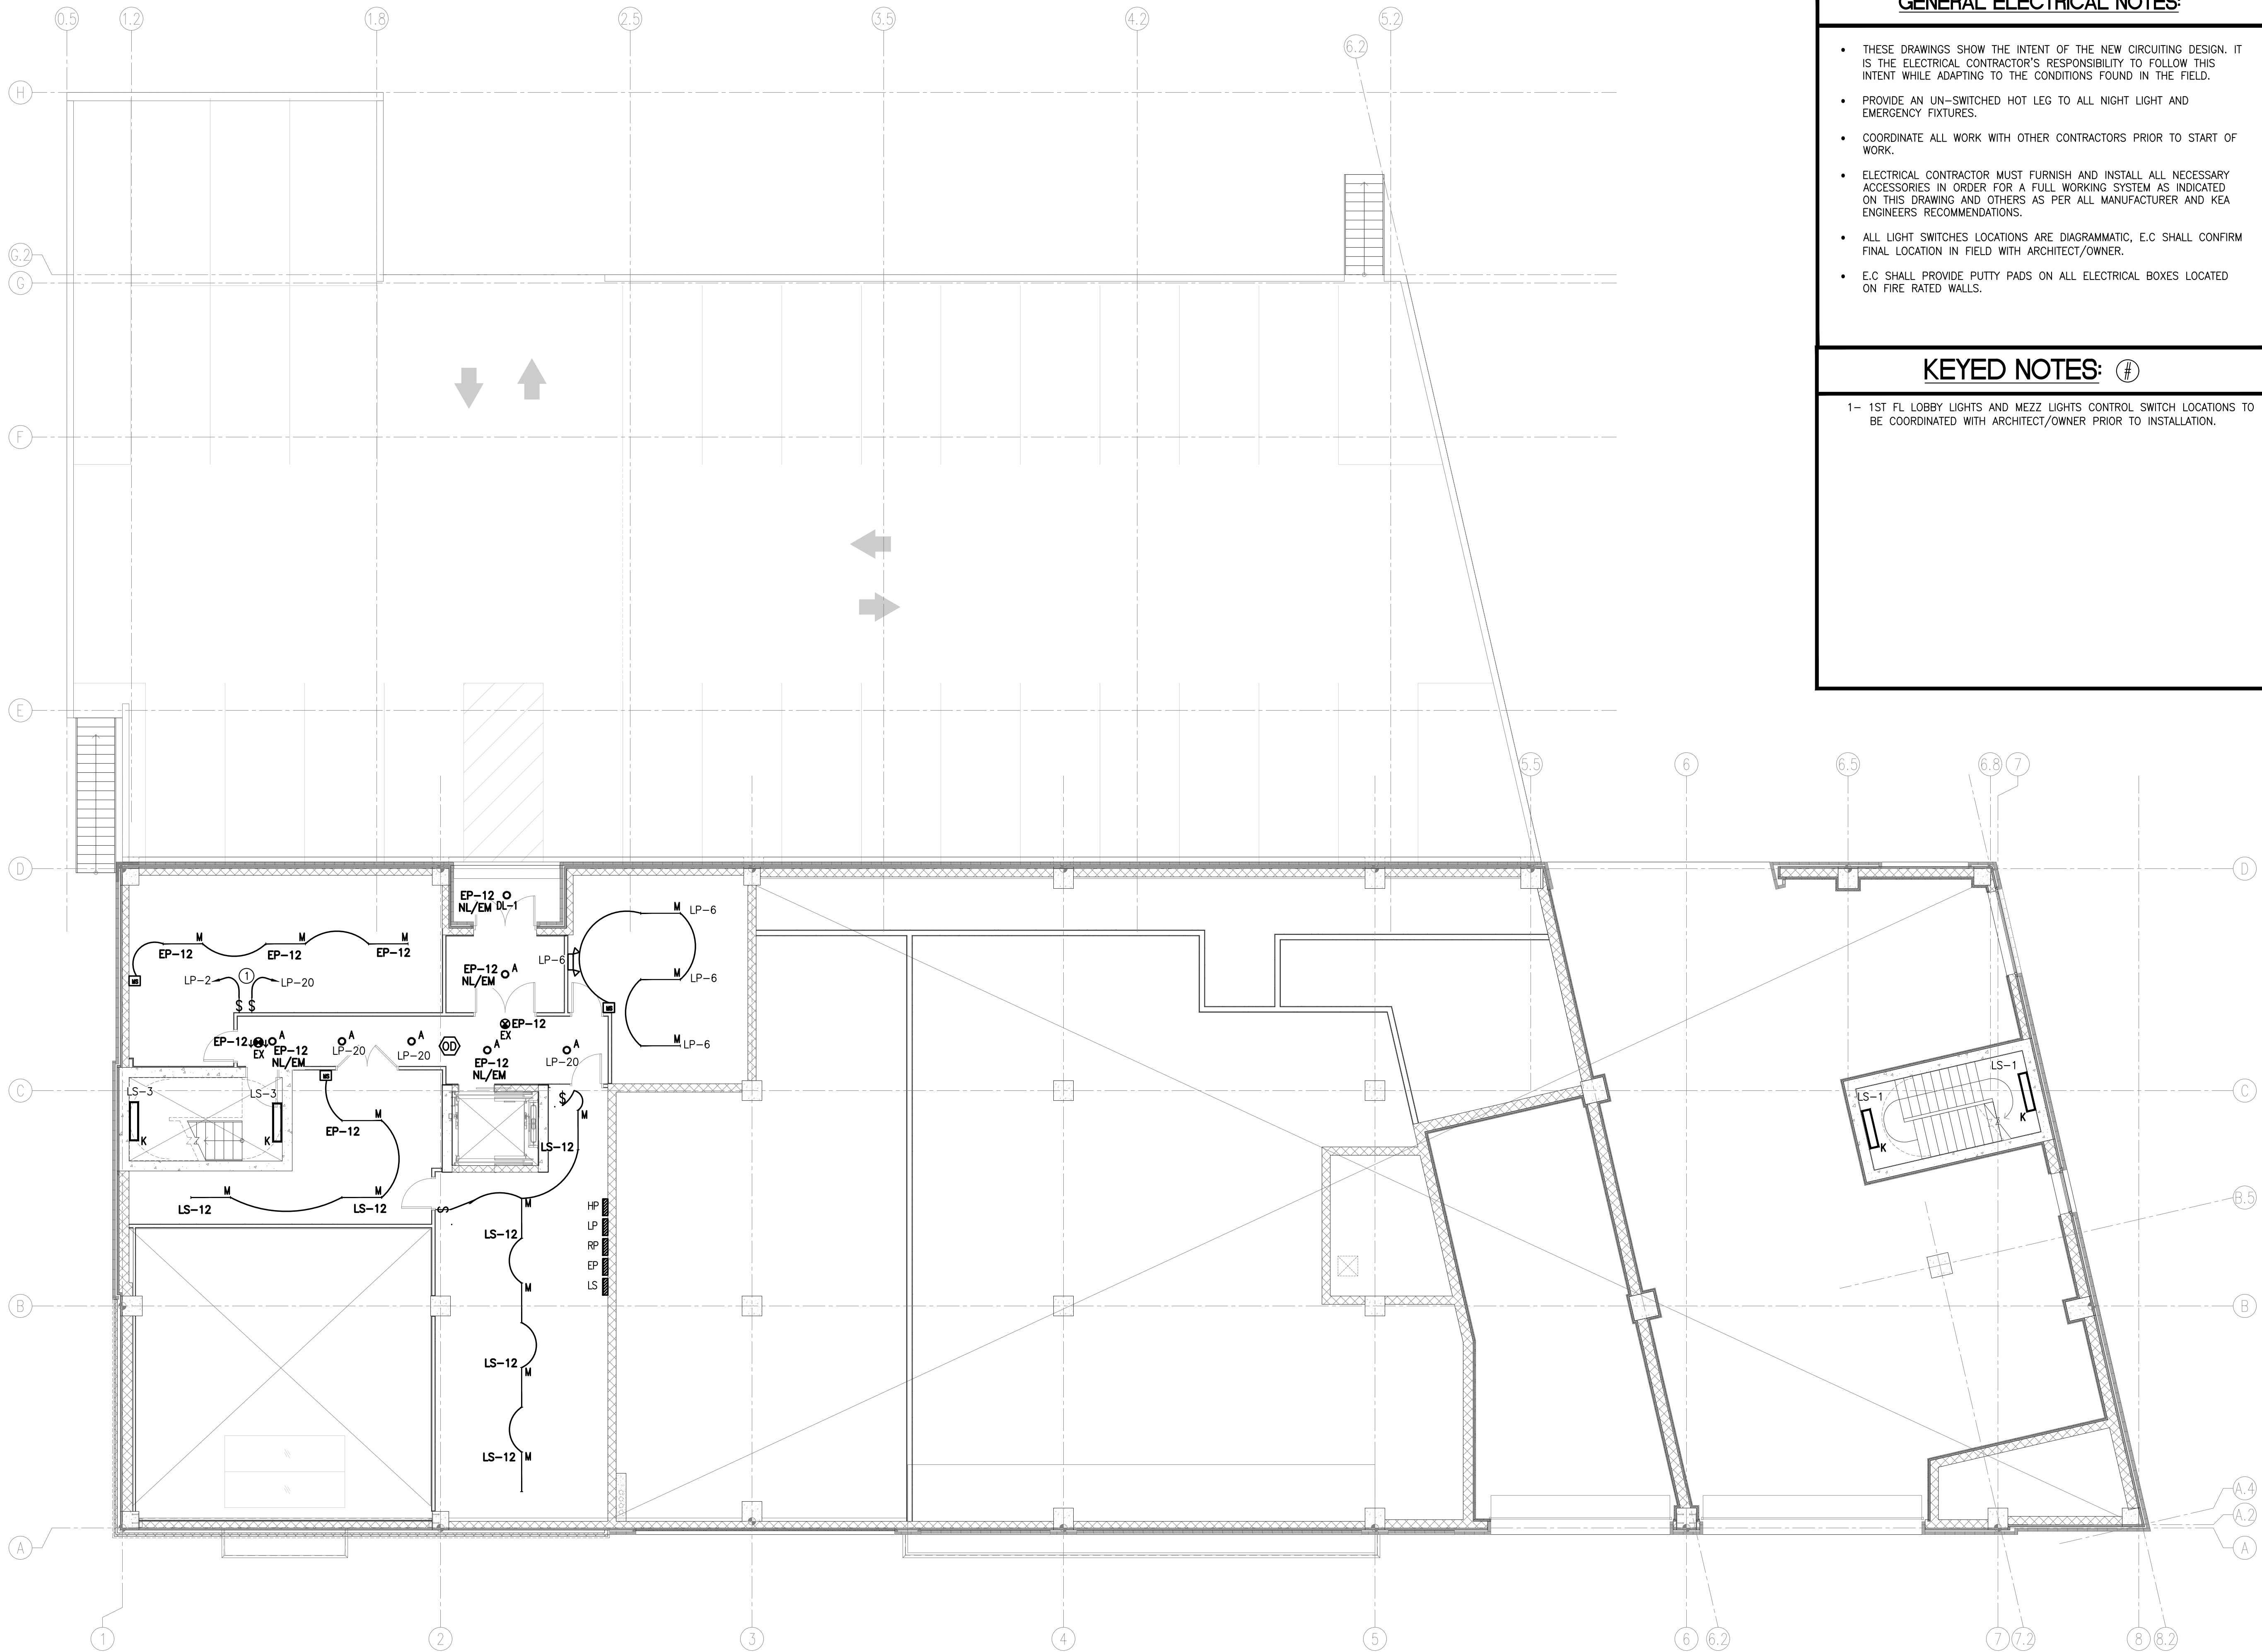 GENERAL ELECTRICAL NOTES:
• THESE DRAWINGS SHOW THE INTENT OF THE NEW CIRCUITING DESIGN. IT
IS THE ELECTRICAL CONTRACTOR'S RESPONSIBILITY TO FOLLOW THIS
INTENT WHILE ADAPTING TO THE CONDITIONS FOUND IN THE FIELD.
• PROVIDE AN UN-SWITCHED HOT LEG TO ALL NIGHT LIGHT AND
EMERGENCY FIXTURES.
• COORDINATE ALL WORK WITH OTHER CONTRACTORS PRIOR TO START OF
WORK.
• ELECTRICAL CONTRACTOR MUST FURNISH AND INSTALL ALL NECESSARY
ACCESSORIES IN ORDER FOR A FULL WORKING SYSTEM AS INDICATED
ON THIS DRAWING AND OTHERS AS PER ALL MANUFACTURER AND KEA
ENGINEERS RECOMMENDATIONS.
• ALL LIGHT SWITCHES LOCATIONS ARE DIAGRAMMATIC, E.C SHALL CONFIRM
FINAL LOCATION IN FIELD WITH ARCHITECT/OWNER.
• E.C SHALL PROVIDE PUTTY PADS ON ALL ELECTRICAL BOXES LOCATED
ON FIRE RATED WALLS.
KEYED NOTES: #
1- 1ST FL LOBBY LIGHTS AND MEZZ LIGHTS CONTROL SWITCH LOCATIONS TO
BE COORDINATED WITH ARCHITECT/OWNER PRIOR TO INSTALLATION.
0.5 1.2 1.8 2.5 3.5 4.2 5.2
6.2
H
G.2
G
F
E
5.5 6 6.5 6.8 7
D D
EP-12
NL/EM DL-1
M LP-6
M M M
EP-12 EP-12 EP-12
LP-6
EP-12 A
NL/EM
M LP-6
MS
LP-2 1 LP-20
$ $
MS
EP-12
EX
EP-12 A A A
EX EP-12 LP-20 LP-20
NL/EM
OD
A A
EP-12 LP-20
NL/EM
M LP-6
MS
C C
LS-3 LS-3
K K
$ M
M
EP-12
LS-12
LS-1
LS-1
K
K
M M
LS-12 LS-12
$ M
HP
LP
RP
EP
LS
LS-12
M
B.5
B B
LS-12 M
LS-12 M
A.4
A.2
A A
1 2 3 4 5 6 6.2 7 7.2 8 8.2